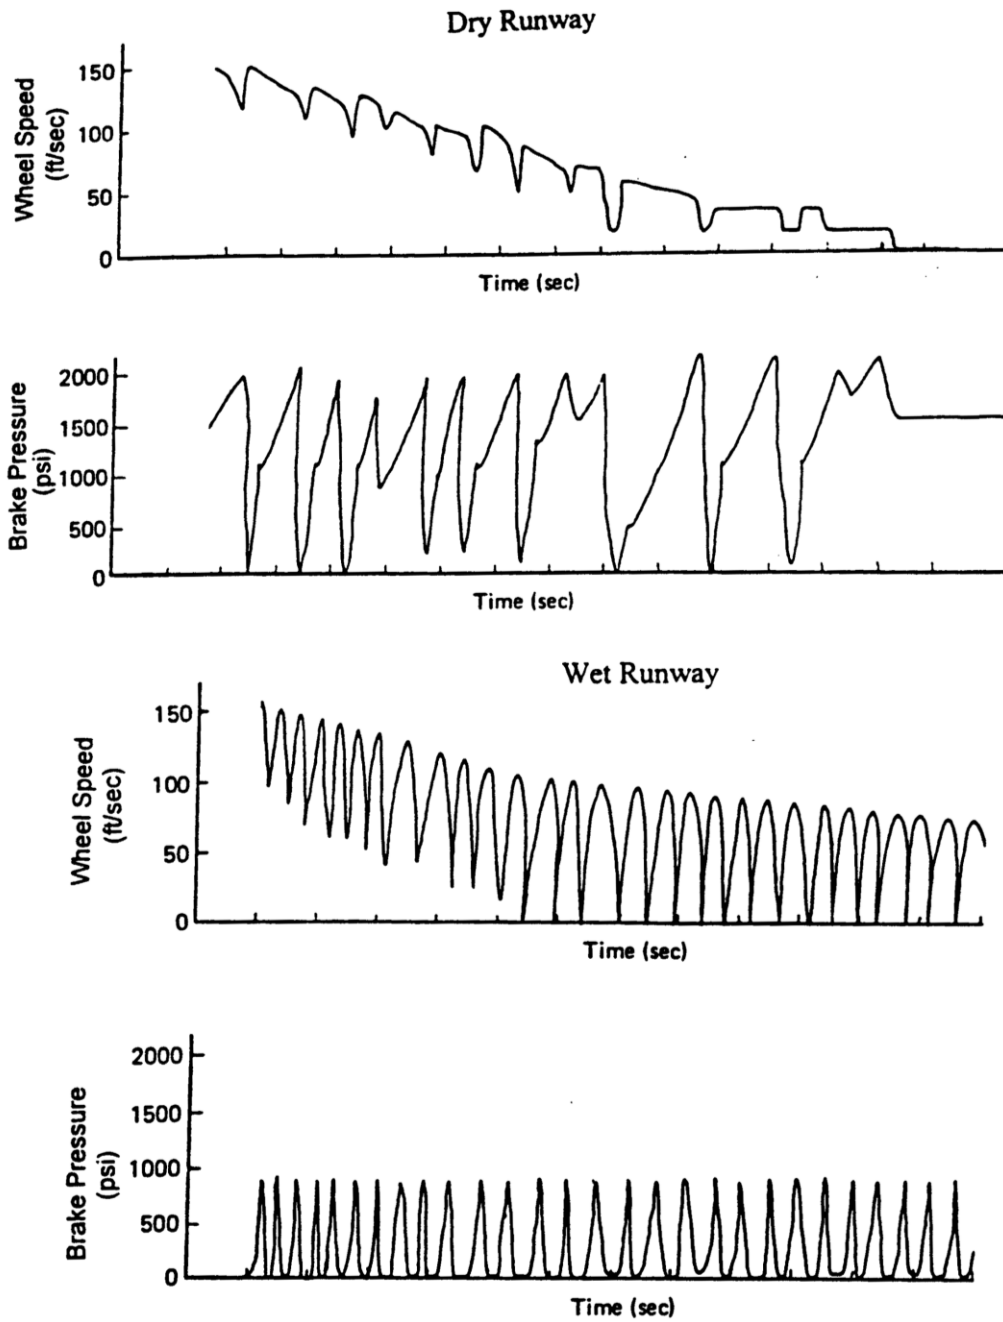 Dry Runway
Wheel Speed
(ft/sec)
150
100
50
0
Time (sec)
Brake Pressure
(psi)
2000
1500
1000
500
0
Time (sec)
Wet Runway
Wheel Speed
(ft/sec)
150
100
50
0
Time (sec)
Brake Pressure
(psi)
2000
1500
1000
500
0
Time (sec)